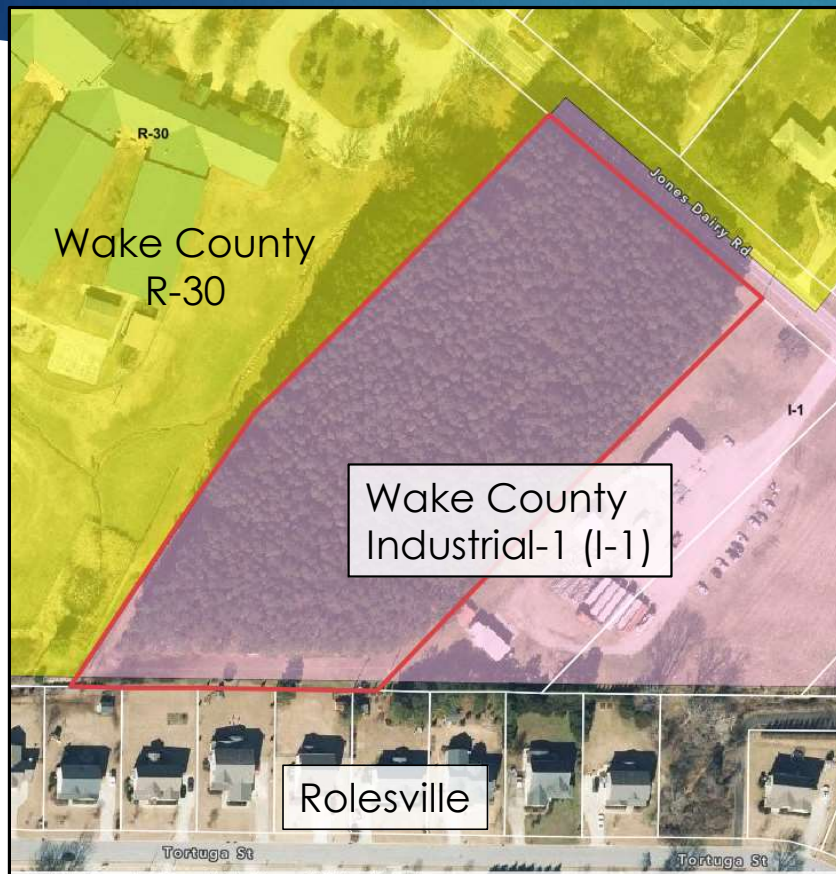 R-30
Wake County
R-30
Jones Dairy Rd
I-1
Wake County
Industrial-1 (I-1)
Rolesville
Tortuga St
Tortuga St